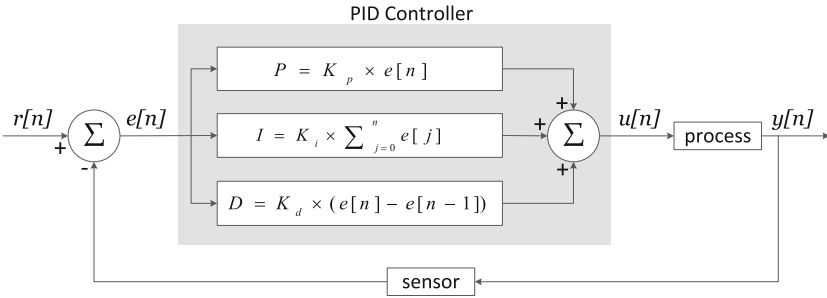 PID Controller
P = K_p × e[n]
r[n]
e[n]
I = K_i × ∑_{j=0}^{n} e[j]
∑
∑
u[n]
process
y[n]
+
-
+
+
+
D = K_d × (e[n] − e[n − 1])
sensor